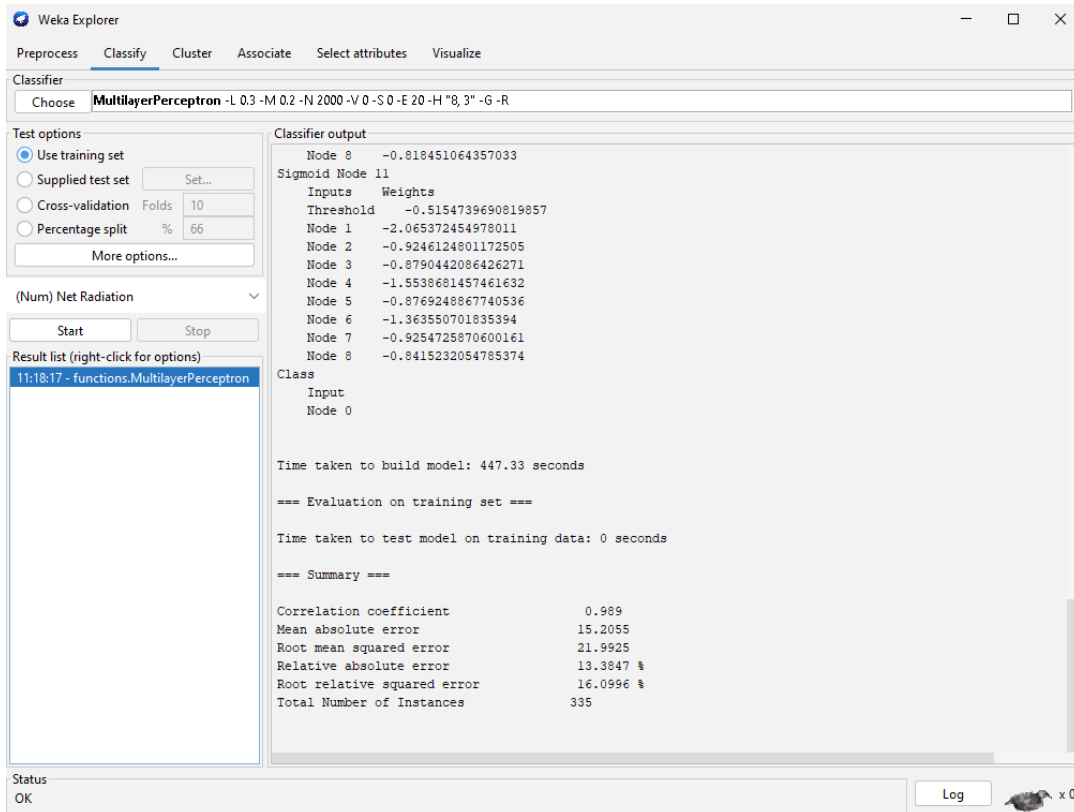 Weka Explorer
Preprocess Classify Cluster Associate Select attributes Visualize
Classifier
Choose MultilayerPerceptron -L 0.3 -M 0.2 -N 2000 -V 0 -S 0 -E 20 -H "8, 3" -G -R
Test options
Use training set
Supplied test set Set...
Cross-validation Folds 10
Percentage split % 66
More options...
(Num) Net Radiation
Start Stop
Result list (right-click for options)
11:18:17 - functions.MultilayerPerceptron
Classifier output
Node 8 -0.818451064357033
Sigmoid Node 11
Inputs Weights
Threshold -0.5154739690819857
Node 1 -2.065372454978011
Node 2 -0.9246124801172505
Node 3 -0.8790442086426271
Node 4 -1.5538681457461632
Node 5 -0.8769248867740536
Node 6 -1.363550701835394
Node 7 -0.9254725870600161
Node 8 -0.8415232054785374
Class
Input
Node 0
Time taken to build model: 447.33 seconds
=== Evaluation on training set ===
Time taken to test model on training data: 0 seconds
=== Summary ===
Correlation coefficient 0.989
Mean absolute error 15.2055
Root mean squared error 21.9925
Relative absolute error 13.3847 %
Root relative squared error 16.0996 %
Total Number of Instances 335
Status
OK
Log x 0